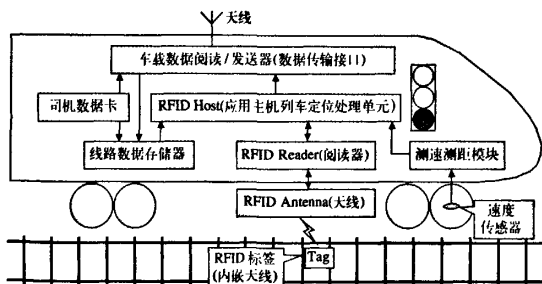 天线
车载数据阅读/发送器(数据传输接口)
司机数据卡
RFID Host(应用主机列车定位处理单元)
线路数据存储器
RFID Reader(阅读器)
测速测距模块
RFID Antenna(天线)
速度
传感器
RFID 标签
(内嵌天线)
Tag